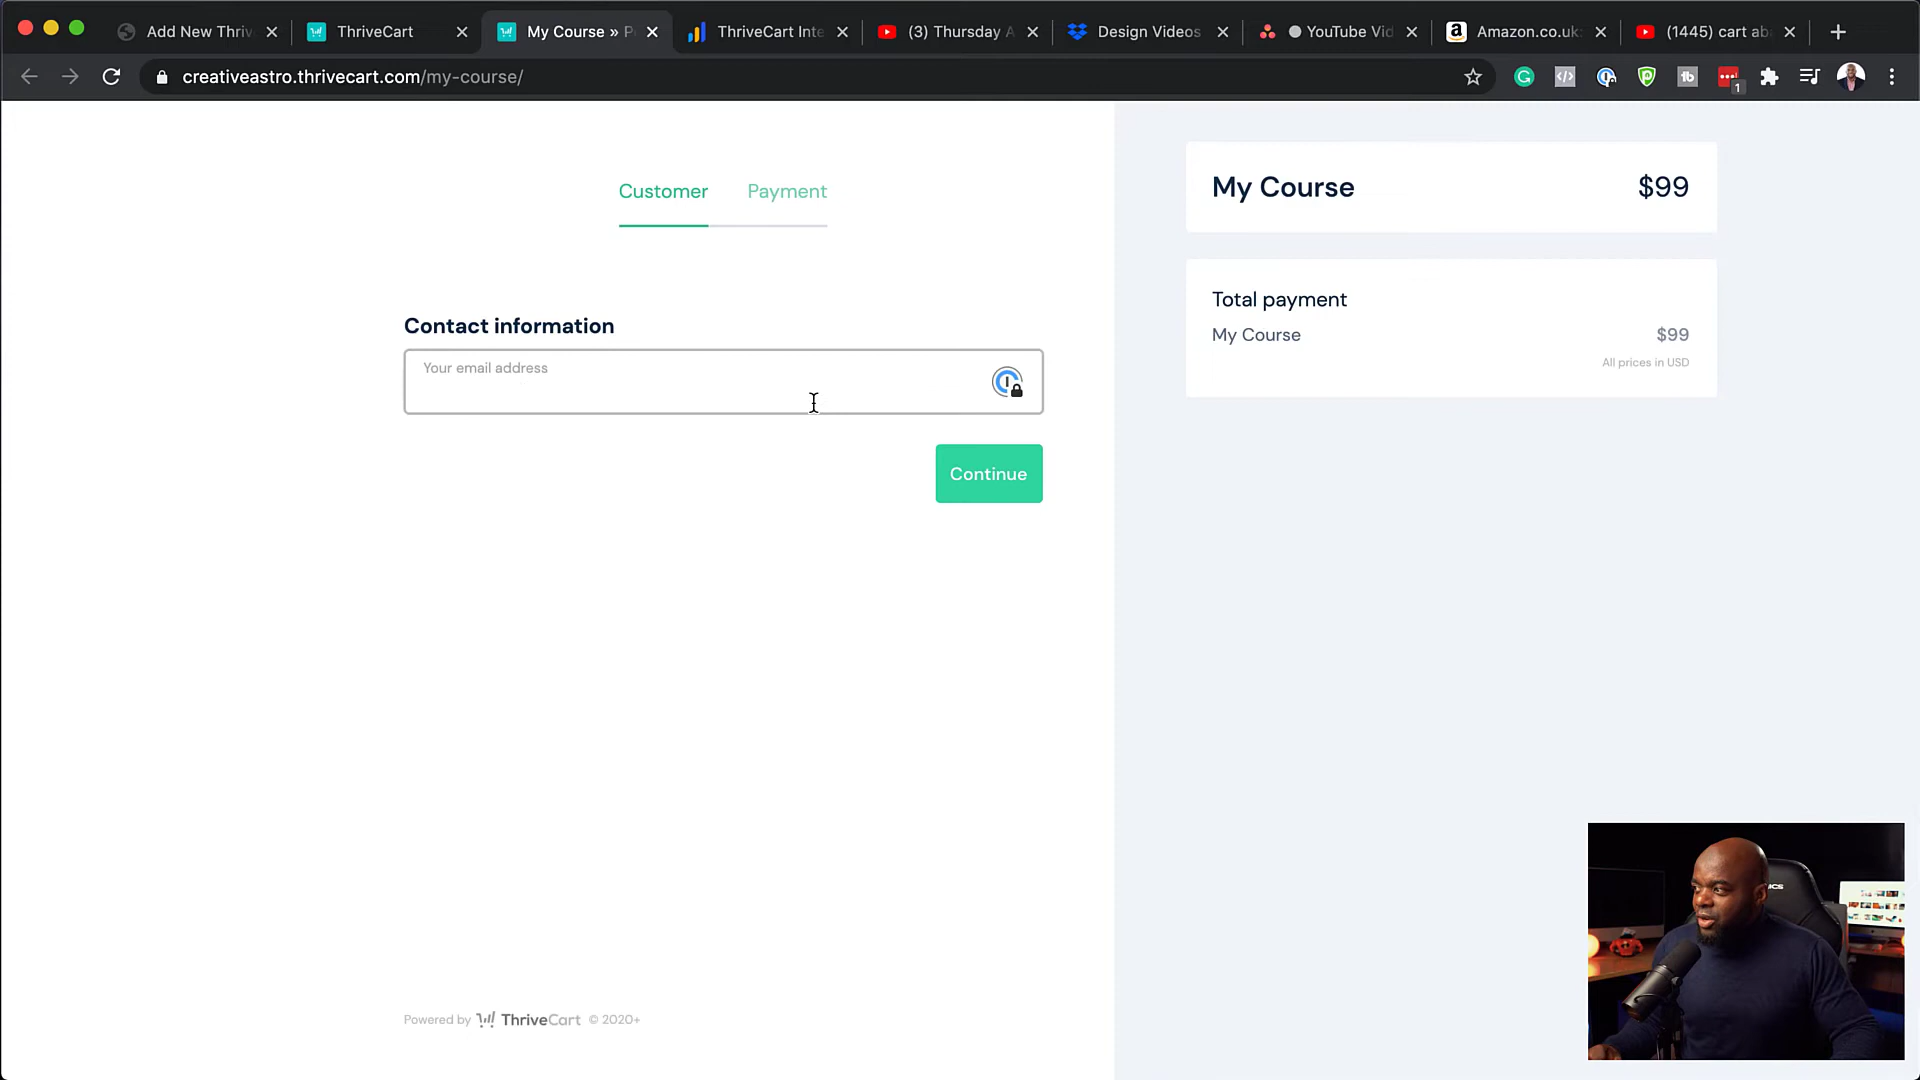 Add New Thriv
ThriveCart
My Course » P
ThriveCart Inte
(3) Thursday A
Design Videos
YouTube Vid
Amazon.co.uk:
(1445) cart ab
creativeastro.thrivecart.com/my-course/
1
Customer
Payment
My Course
$99
Contact information
Your email address
Continue
Total payment
My Course
$99
All prices in USD
Powered by ThriveCart © 2020+